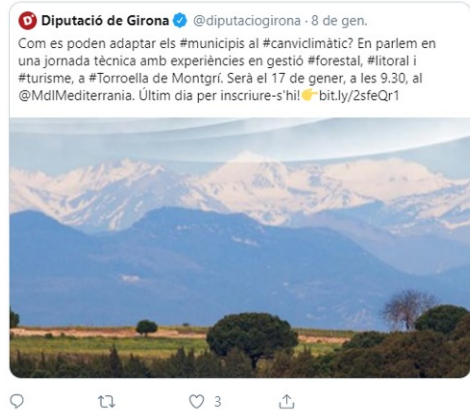 Diputació de Girona @diputaciogirona · 8 de gen.
Com es poden adaptar els #municipis al #canviclimàtic? En parlem en
una jornada tècnica amb experiències en gestió #forestal, #litoral i
#turisme, a #Torroella de Montgrí. Serà el 17 de gener, a les 9.30, al
@MdlMediterrania. Últim dia per inscriure-s'hi!👉bit.ly/2sfeQr1
3